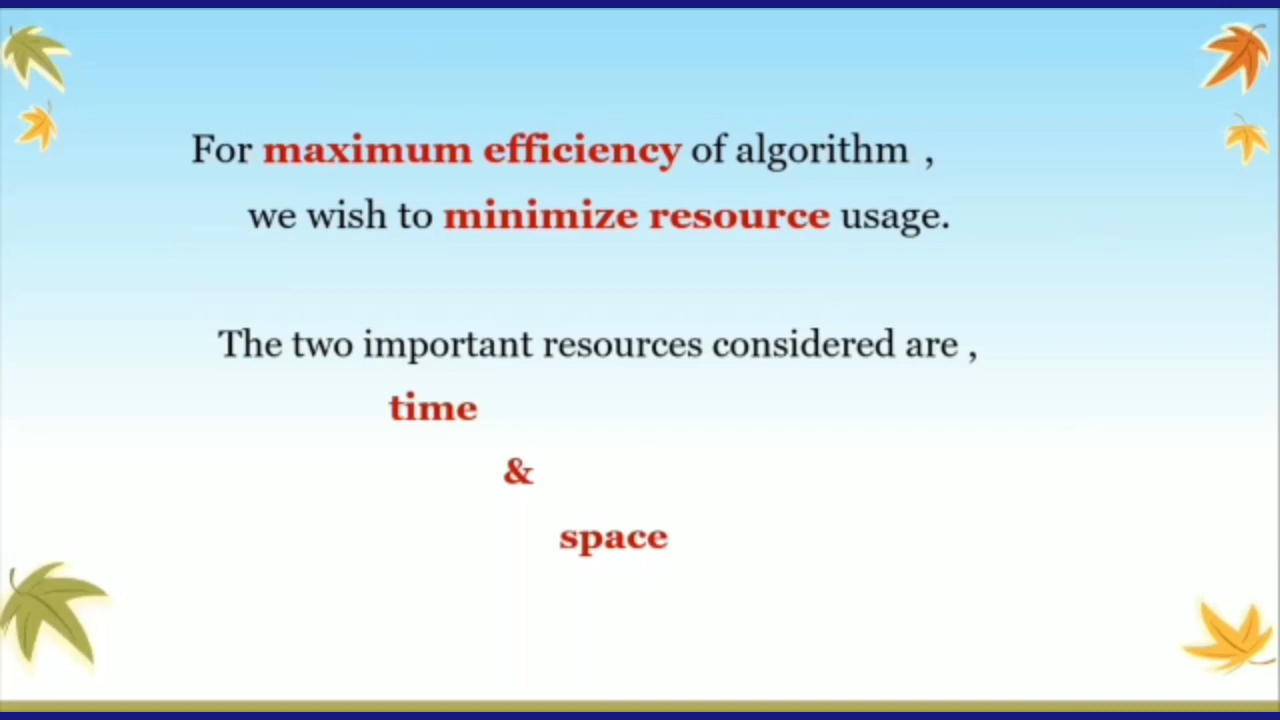 For maximum efficiency of algorithm ,
we wish to minimize resource usage.
The two important resources considered are ,
time
&
space